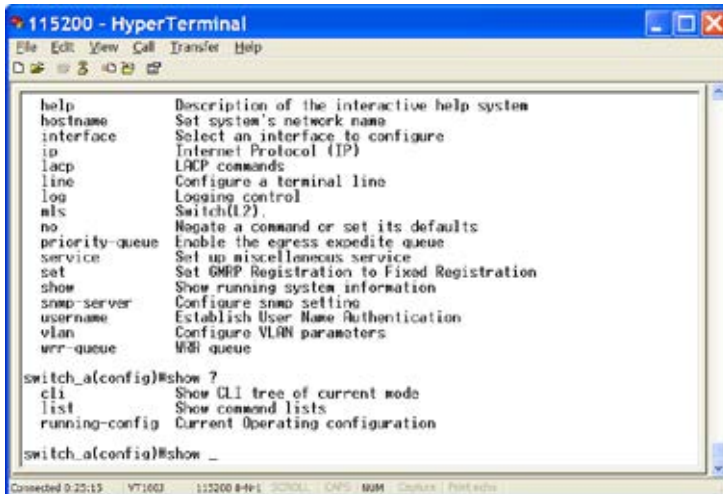 115200 - HyperTerminal
File Edit View Call Transfer Help
help Description of the interactive help system
hostname Set system's network name
interface Select an interface to configure
ip Internet Protocol (IP)
lacp LACP commands
line Configure a terminal line
log Logging control
mls Switch(L2).
no Negate a command or set its defaults
priority-queue Enable the egress expedite queue
service Set up miscellaneous service
set Set GMRP Registration to Fixed Registration
show Show running system information
snmp-server Configure snmp setting
username Establish User Name Authentication
vlan Configure VLAN parameters
wrr-queue WRR queue
switch_a(config)#show ?
cli Show CLI tree of current mode
list Show command lists
running-config Current Operating configuration
switch_a(config)#show _
Connected 0:25:15 VT100J 115200 8-N-1 SCROLL CAPS NUM Capture Print echo